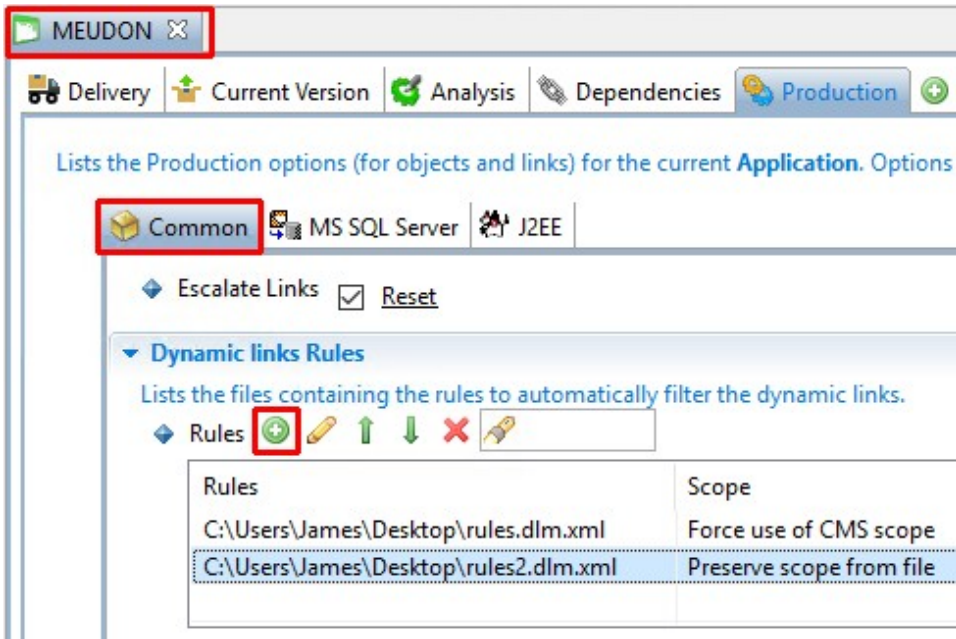 MEUDON
Delivery Current Version Analysis Dependencies Production
Lists the Production options (for objects and links) for the current Application. Options
Common MS SQL Server J2EE
Escalate Links Reset
Dynamic links Rules
Lists the files containing the rules to automatically filter the dynamic links.
Rules
Rules Scope
C:\Users\James\Desktop\rules.dlm.xml Force use of CMS scope
C:\Users\James\Desktop\rules2.dlm.xml Preserve scope from file